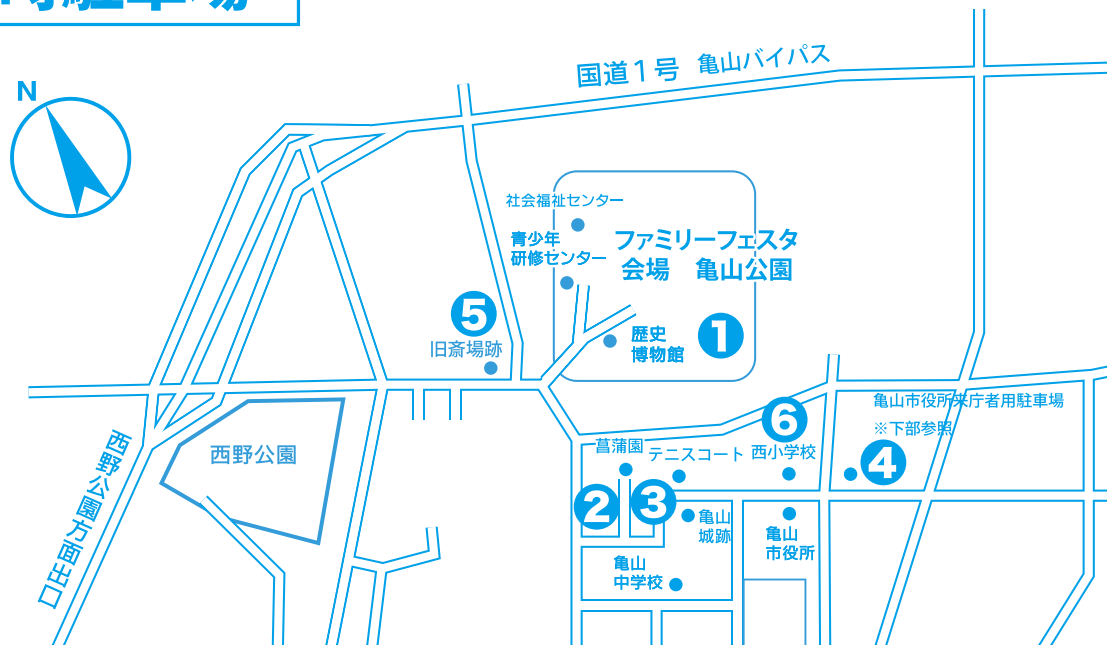 駐車場
N
国道1号 亀山バイパス
社会福祉センター
青少年
研修センター
ファミリーフェスタ
会場 亀山公園
5
旧斎場跡
歴史
博物館
1
亀山市役所来庁者用駐車場
※下部参照
6
菖蒲園
テニスコート
西小学校
4
西野公園
2
3
亀山
城跡
亀山
市役所
亀山
中学校
西野公園方面出口